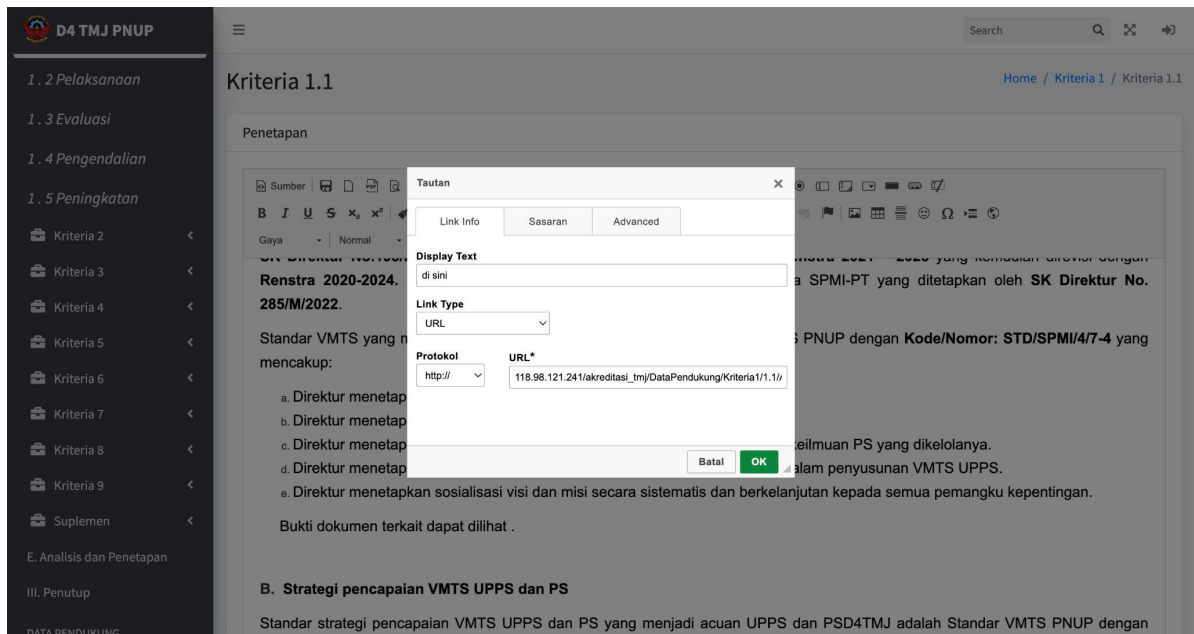 D4 TMJ PNUP
Search
1 . 2 Pelaksanaan
1 . 3 Evaluasi
1 . 4 Pengendalian
1 . 5 Peningkatan
Kriteria 2
Kriteria 3
Kriteria 4
Kriteria 5
Kriteria 6
Kriteria 7
Kriteria 8
Kriteria 9
Suplemen
E. Analisis dan Penetapan
III. Penutup
DATA PENDUKUNG
Kriteria 1.1
Home / Kriteria 1 / Kriteria 1.1
Penetapan
Sumber
B I U S x₂ x²
Gaya Normal
Tautan
Link Info Sasaran Advanced
Display Text
di sini
Link Type
URL
Protokol URL*
http:// 118.98.121.241/akreditasi_tmj/DataPendukung/Kriteria1/1.1/
Batal OK
yang kemudian direvisi dengan
Renstra 2020-2024. a SPMI-PT yang ditetapkan oleh SK Direktur No.
285/M/2022.
Standar VMTS yang PNUP dengan Kode/Nomor: STD/SPMI/4/7-4 yang
mencakup:
a. Direktur menetap
b. Direktur menetap
c. Direktur menetap keilmuan PS yang dikelolanya.
d. Direktur menetap alam penyusunan VMTS UPPS.
e. Direktur menetapkan sosialisasi visi dan misi secara sistematis dan berkelanjutan kepada semua pemangku kepentingan.
Bukti dokumen terkait dapat dilihat .
B. Strategi pencapaian VMTS UPPS dan PS
Standar strategi pencapaian VMTS UPPS dan PS yang menjadi acuan UPPS dan PSD4TMJ adalah Standar VMTS PNUP dengan